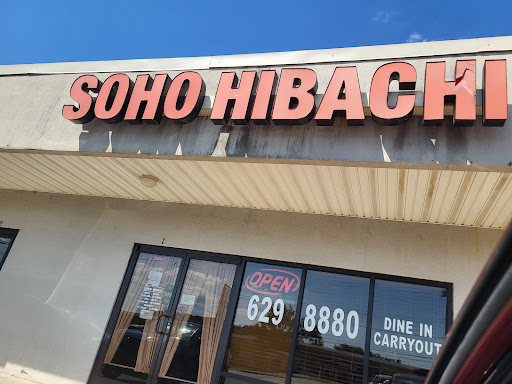 SOHO HIBACHI
OPEN
629 8880
DINE IN
CARRYOUT